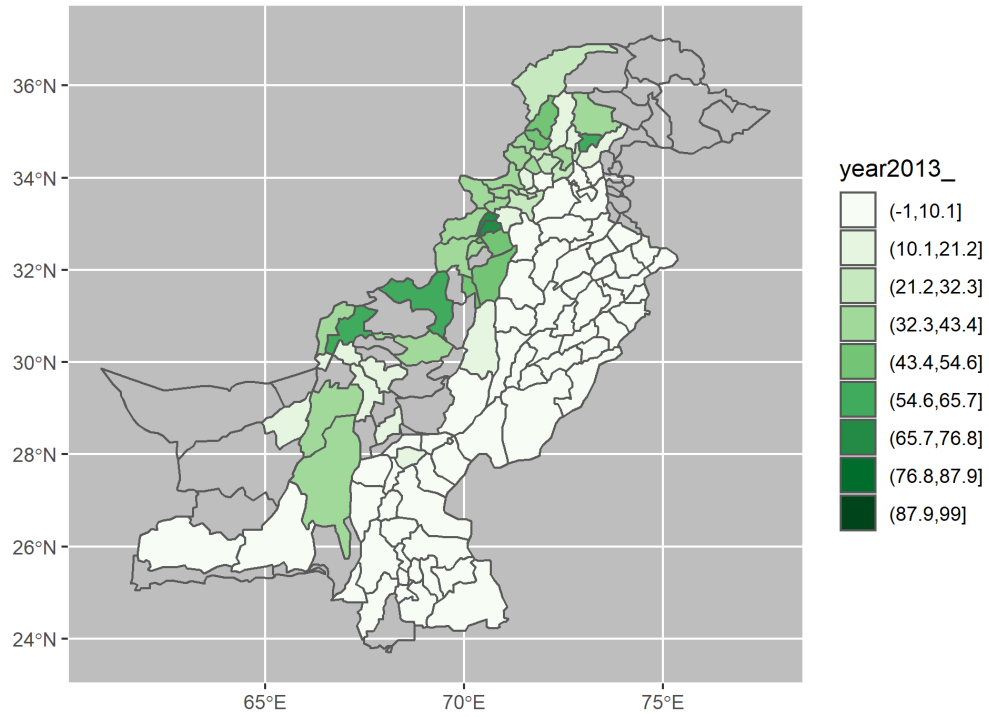 36°N
34°N
32°N
30°N
28°N
26°N
24°N
65°E
70°E
75°E
year2013_
(-1,10.1]
(10.1,21.2]
(21.2,32.3]
(32.3,43.4]
(43.4,54.6]
(54.6,65.7]
(65.7,76.8]
(76.8,87.9]
(87.9,99]